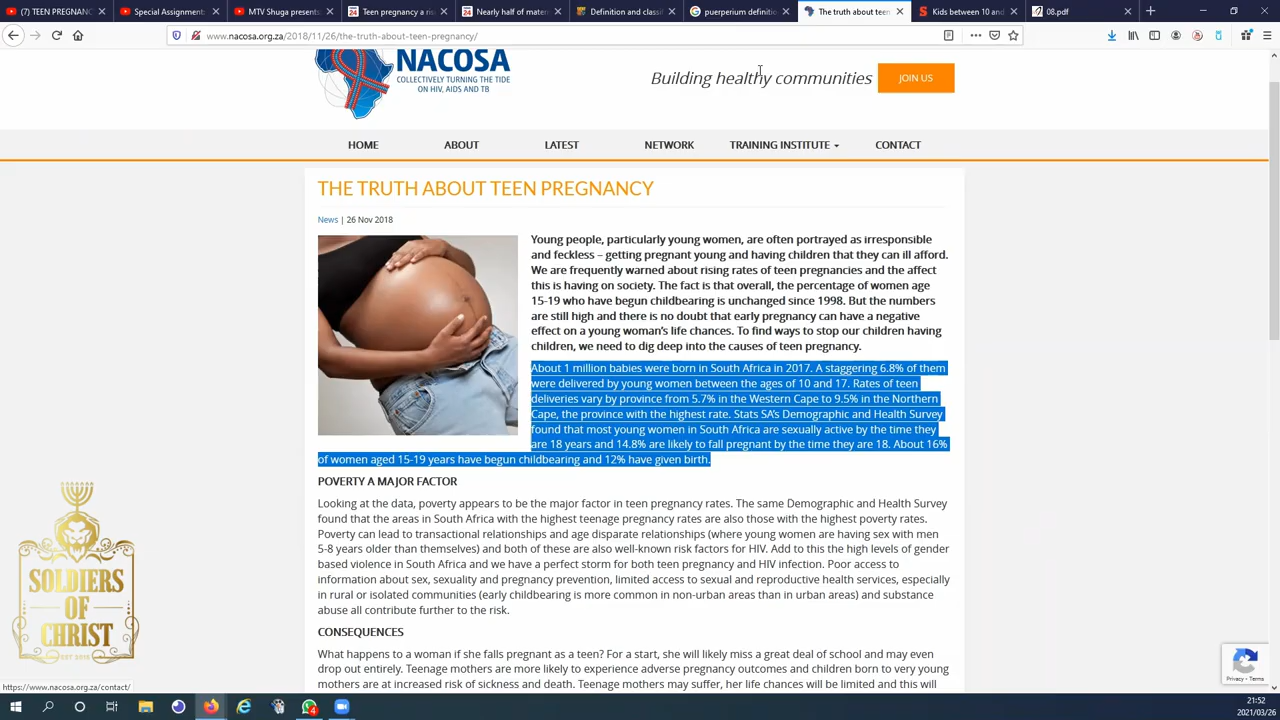 TEEN PREGNANC
Special Assignment:
MTV Shuga presents:
Teen pregnancy a ris
Nearly half of mater
Definition and classif
puerperium definitio
The truth about teen
Kids between 10 and
08.pdf
www.nacosa.org.za/2018/11/26/the-truth-about-teen-pregnancy/
NACOSA
COLLECTIVELY TURNING THE TIDE
ON HIV, AIDS AND TB
Building healthy communities
JOIN US
HOME
ABOUT
LATEST
NETWORK
TRAINING INSTITUTE
CONTACT
THE TRUTH ABOUT TEEN PREGNANCY
News | 26 Nov 2018
Young people, particularly young women, are often portrayed as irresponsible
and feckless – getting pregnant young and having children that they can ill afford.
We are frequently warned about rising rates of teen pregnancies and the affect
this is having on society. The fact is that overall, the percentage of women age
15-19 who have begun childbearing is unchanged since 1998. But the numbers
are still high and there is no doubt that early pregnancy can have a negative
effect on a young woman's life chances. To find ways to stop our children having
children, we need to dig deep into the causes of teen pregnancy.
About 1 million babies were born in South Africa in 2017. A staggering 6.8% of them
were delivered by young women between the ages of 10 and 17. Rates of teen
deliveries vary by province from 5.7% in the Western Cape to 9.5% in the Northern
Cape, the province with the highest rate. Stats SA's Demographic and Health Survey
found that most young women in South Africa are sexually active by the time they
are 18 years and 14.8% are likely to fall pregnant by the time they are 18. About 16%
of women aged 15-19 years have begun childbearing and 12% have given birth.
POVERTY A MAJOR FACTOR
Looking at the data, poverty appears to be the major factor in teen pregnancy rates. The same Demographic and Health Survey
found that the areas in South Africa with the highest teenage pregnancy rates are also those with the highest poverty rates.
Poverty can lead to transactional relationships and age disparate relationships (where young women are having sex with men
5-8 years older than themselves) and both of these are also well-known risk factors for HIV. Add to this the high levels of gender
based violence in South Africa and we have a perfect storm for both teen pregnancy and HIV infection. Poor access to
information about sex, sexuality and pregnancy prevention, limited access to sexual and reproductive health services, especially
in rural or isolated communities (early childbearing is more common in non-urban areas than in urban areas) and substance
abuse all contribute further to the risk.
CONSEQUENCES
What happens to a woman if she falls pregnant as a teen? For a start, she will likely miss a great deal of school and may even
drop out entirely. Teenage mothers are more likely to experience adverse pregnancy outcomes and children born to very young
mothers are at increased risk of sickness and death. Teenage mothers may suffer, her life chances will be limited and this will
SOLDIERS
OF
CHRIST
Privacy - Terms
https://www.nacosa.org.za/contact/
4
21:52
2021/03/26